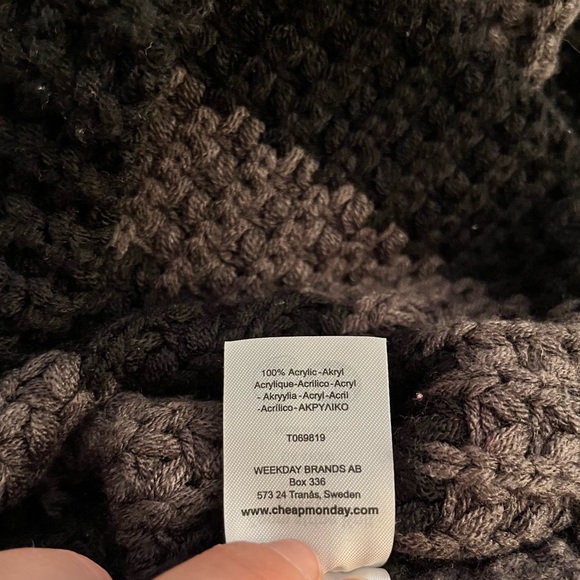 100% Acrylic-Akryl
Acrylique-Acrilico-Acryl
- Akryylia-Acryl-Acril
-Acrílico-ΑΚΡΥΛΙΚΟ
T069819
WEEKDAY BRANDS AB
Box 336
573 24 Tranås, Sweden
www.cheapmonday.com